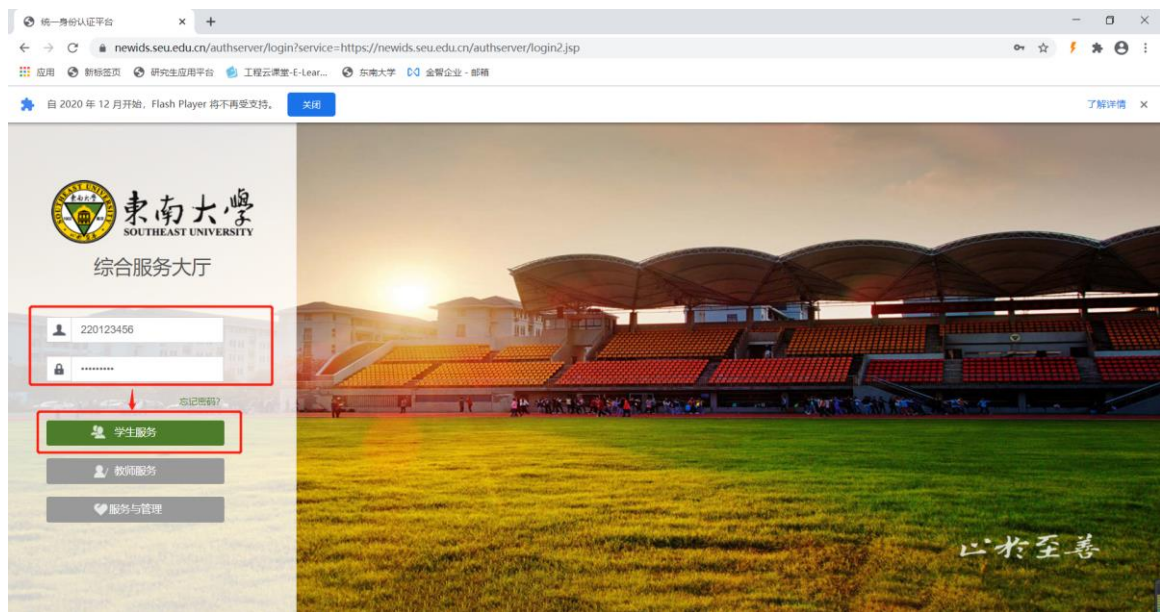 统一身份认证平台
newids.seu.edu.cn/authserver/login?service=https://newids.seu.edu.cn/authserver/login2.jsp
应用 新标签页 研究生应用平台 工程云课堂-E-Lear... 东南大学 金智企业 - 邮箱
自 2020 年 12 月开始，Flash Player 将不再受支持。 关闭 了解详情
東南大學
SOUTHEAST UNIVERSITY
综合服务大厅
220123456
•••••••••
忘记密码?
学生服务
教师服务
服务与管理
止於至善